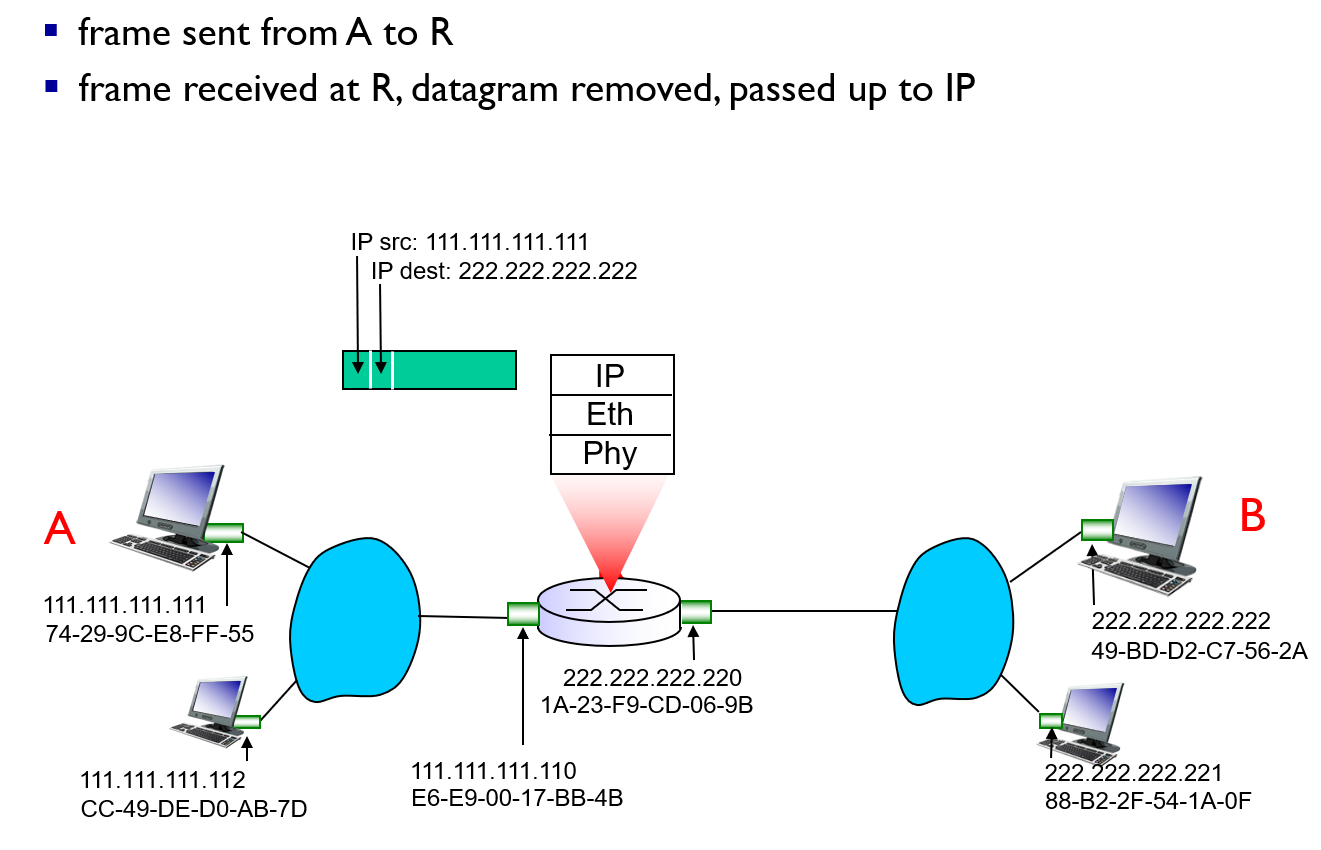 frame sent from A to R
frame received at R, datagram removed, passed up to IP
IP src: 111.111.111.111
IP dest: 222.222.222.222
IP
Eth
Phy
A
B
111.111.111.111
74-29-9C-E8-FF-55
222.222.222.222
49-BD-D2-C7-56-2A
222.222.222.220
1A-23-F9-CD-06-9B
111.111.111.112
CC-49-DE-D0-AB-7D
111.111.111.110
E6-E9-00-17-BB-4B
222.222.222.221
88-B2-2F-54-1A-0F